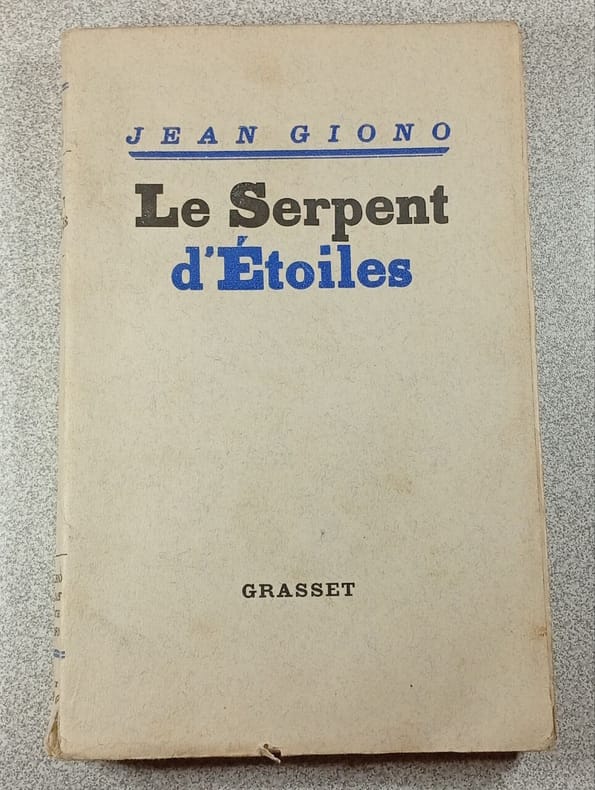 JEAN GIONO
Le Serpent
d'Étoiles
GRASSET